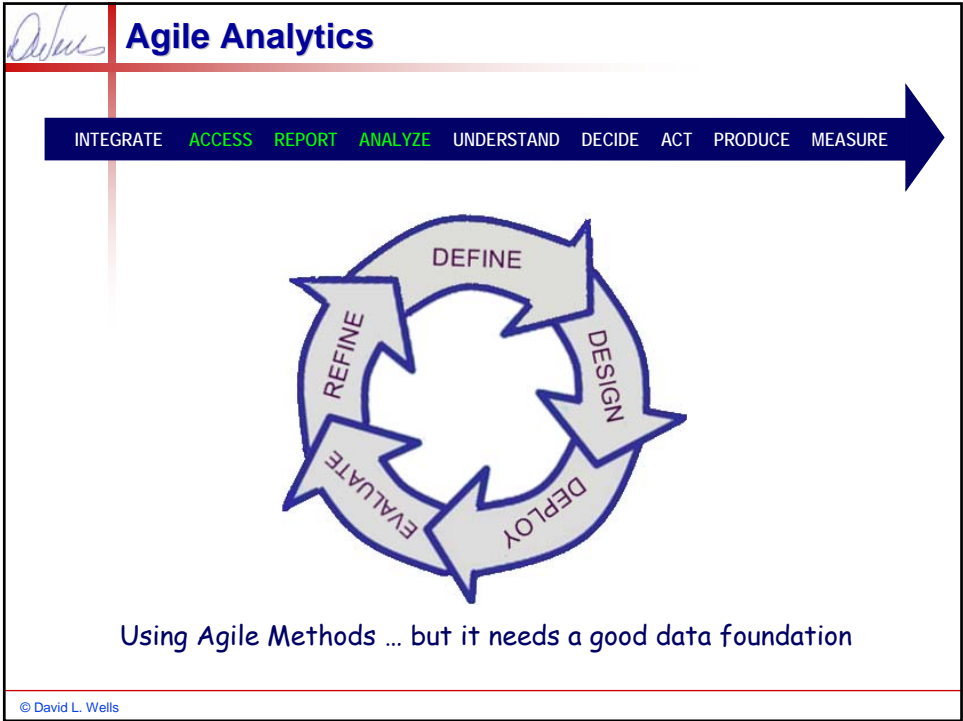 Agile Analytics
INTEGRATE ACCESS REPORT ANALYZE UNDERSTAND DECIDE ACT PRODUCE MEASURE
DEFINE
DESIGN
DEPLOY
EVALUATE
REFINE
Using Agile Methods ... but it needs a good data foundation
© David L. Wells